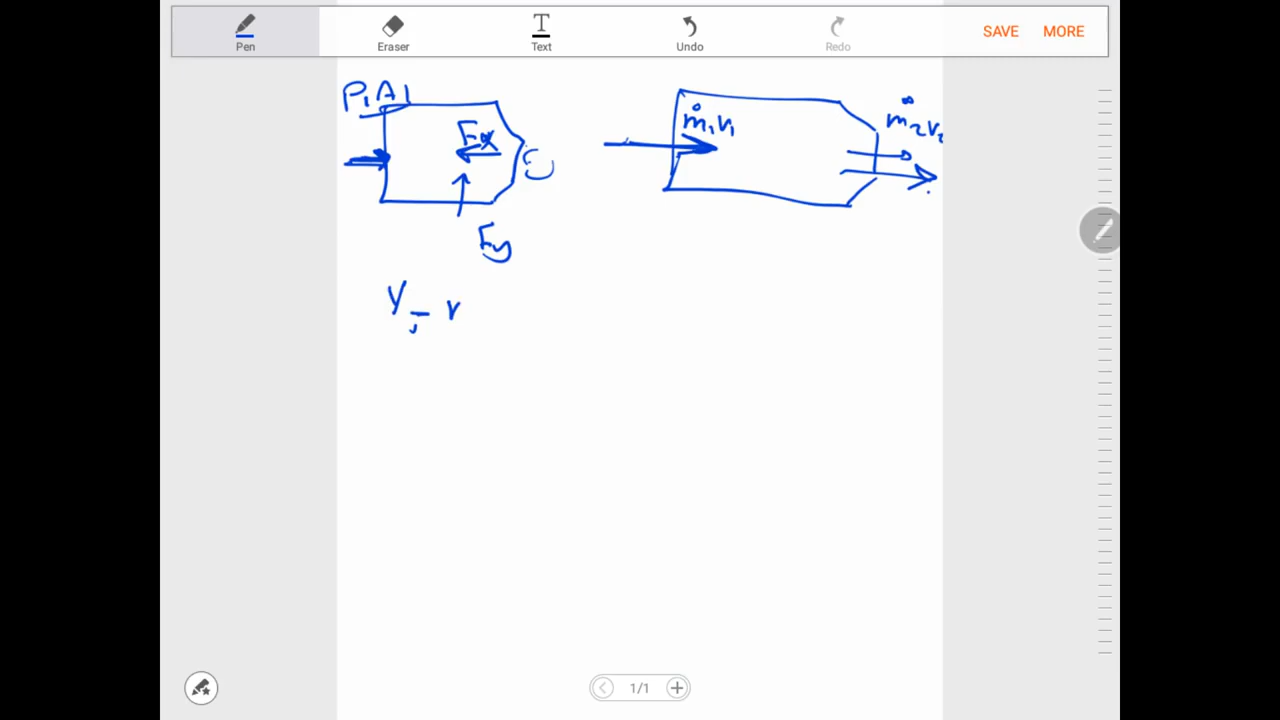 Pen Eraser Text Undo Redo SAVE MORE
P₁A₁
Fx
Fy
ṁ₁v₁
ṁ₂v₂
1/1